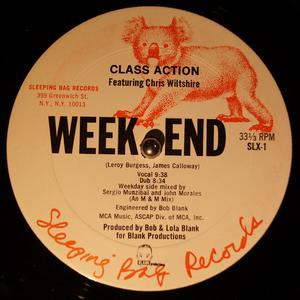 CLASS ACTION
Featuring Chris Wiltshire
SLEEPING BAG RECORDS
399 Greenwich St.
N.Y., N.Y., 10013
WEEK END
33⅓ RPM
SLX-1
(Leroy Burgess, James Calloway)
Vocal 9:38
Dub 8:34
Weekday side mixed by
Sergio Munzibai and John Morales
(An M & M Mix)
Engineered by Bob Blank
MCA Music, ASCAP Div. of MCA, Inc.
Produced by Bob & Lola Blank
for Blank Productions
Sleeping Bag Records